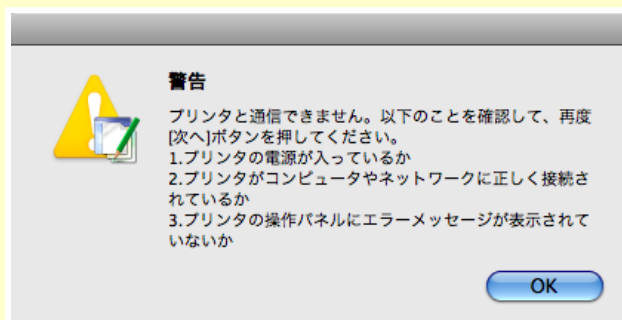 警告
プリンタと通信できません。以下のことを確認して、再度
[次へ]ボタンを押してください。
1.プリンタの電源が入っているか
2.プリンタがコンピュータやネットワークに正しく接続さ
れているか
3.プリンタの操作パネルにエラーメッセージが表示されて
いないか
OK